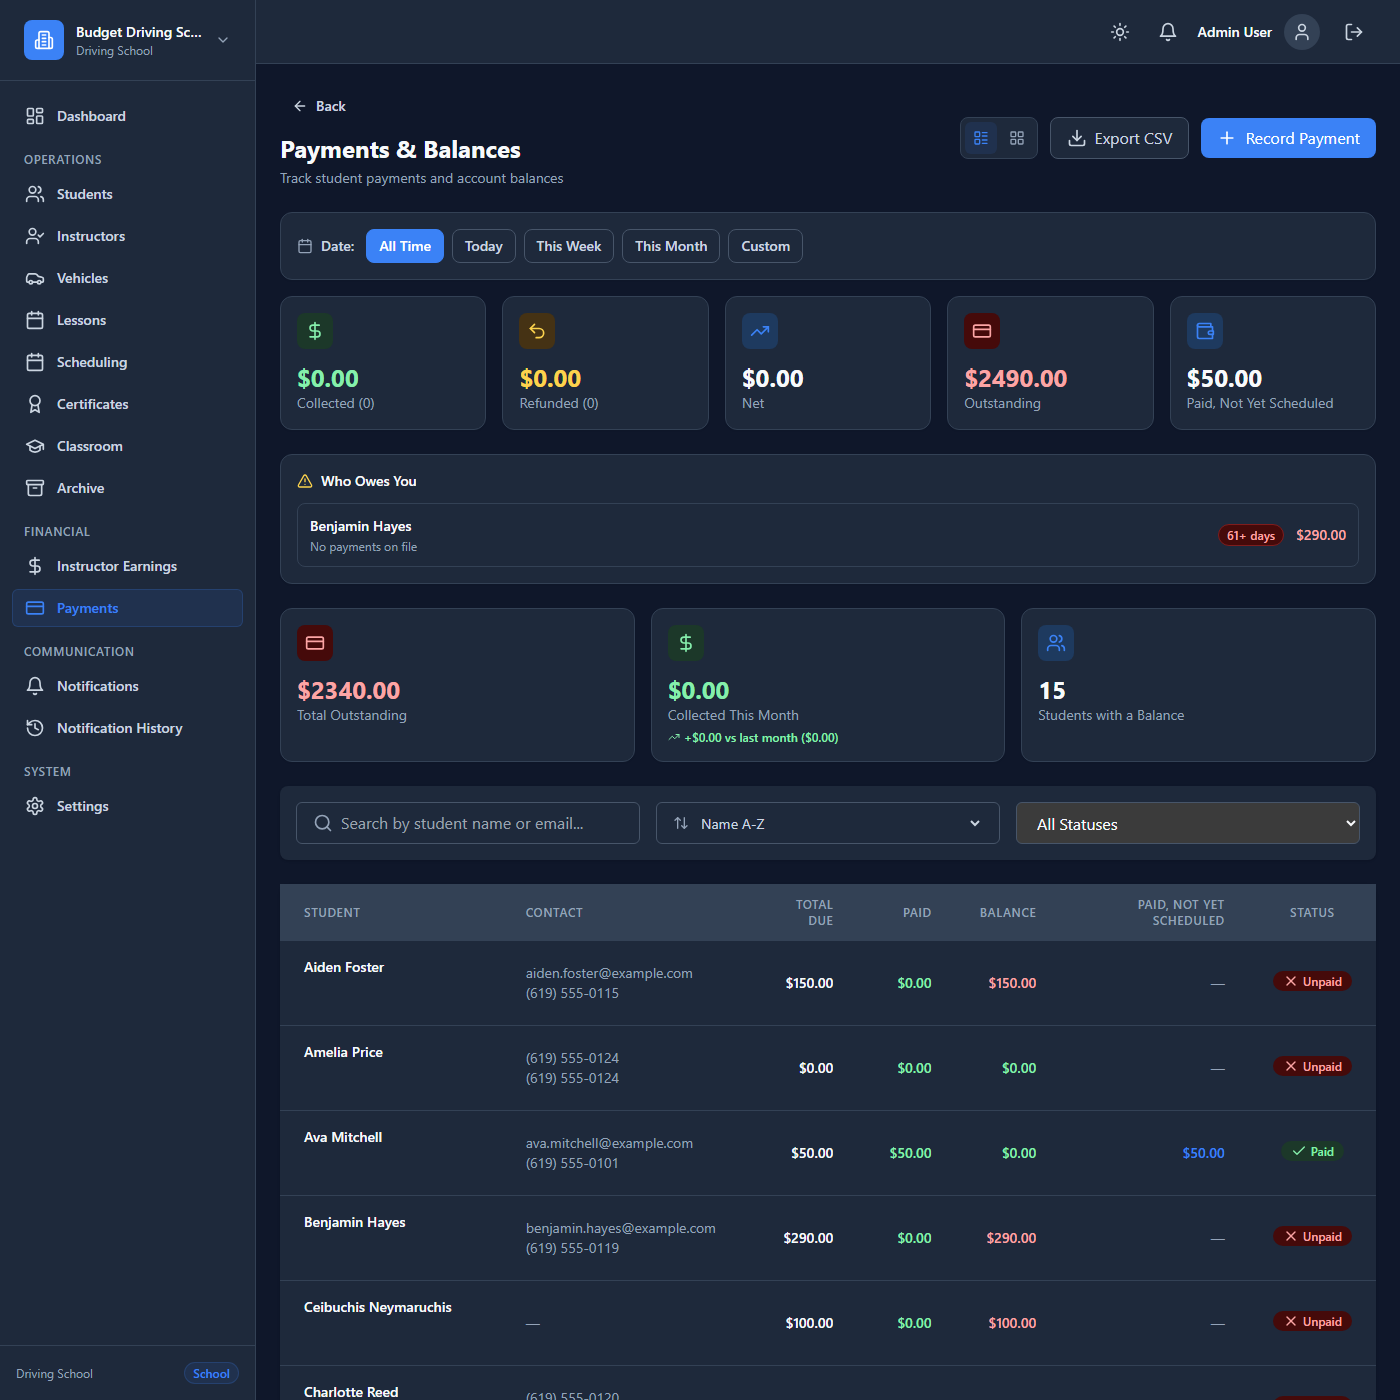 Budget Driving Sc...
Driving School
Admin User
Dashboard
OPERATIONS
Students
Instructors
Vehicles
Lessons
Scheduling
Certificates
Classroom
Archive
FINANCIAL
Instructor Earnings
Payments
COMMUNICATION
Notifications
Notification History
SYSTEM
Settings
Driving School
School
Back
Payments & Balances
Track student payments and account balances
Export CSV
Record Payment
Date:
All Time
Today
This Week
This Month
Custom
$0.00
Collected (0)
$0.00
Refunded (0)
$0.00
Net
$2490.00
Outstanding
$50.00
Paid, Not Yet Scheduled
Who Owes You
Benjamin Hayes
No payments on file
61+ days
$290.00
$2340.00
Total Outstanding
$0.00
Collected This Month
+$0.00 vs last month ($0.00)
15
Students with a Balance
Search by student name or email...
Name A-Z
All Statuses
STUDENT
CONTACT
TOTAL
DUE
PAID
BALANCE
PAID, NOT YET
SCHEDULED
STATUS
Aiden Foster
aiden.foster@example.com
(619) 555-0115
$150.00
$0.00
$150.00
—
Unpaid
Amelia Price
(619) 555-0124
(619) 555-0124
$0.00
$0.00
$0.00
—
Unpaid
Ava Mitchell
ava.mitchell@example.com
(619) 555-0101
$50.00
$50.00
$0.00
$50.00
Paid
Benjamin Hayes
benjamin.hayes@example.com
(619) 555-0119
$290.00
$0.00
$290.00
—
Unpaid
Ceibuchis Neymaruchis
—
$100.00
$0.00
$100.00
—
Unpaid
Charlotte Reed
(619) 555-0120